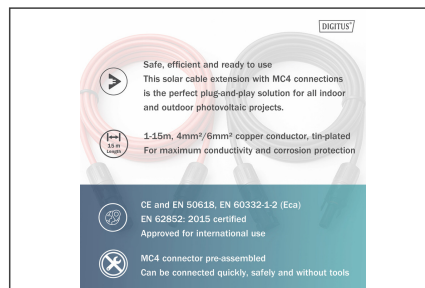 DIGITUS®
Safe, efficient and ready to use
This solar cable extension with MC4 connections
is the perfect plug-and-play solution for all indoor
and outdoor photovoltaic projects.
15 m
Length
1-15m, 4mm²/6mm² copper conductor, tin-plated
For maximum conductivity and corrosion protection
CE and EN 50618, EN 60332-1-2 (Eca)
EN 62852: 2015 certified
Approved for international use
MC4 connector pre-assembled
Can be connected quickly, safely and without tools